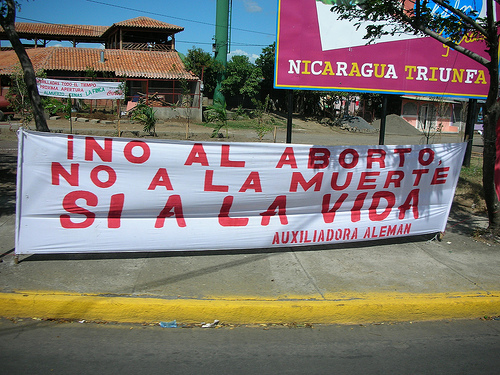 NICARAGUA TRIUNFA
¡NO AL ABORTO,
NO A LA MUERTE
SI A LA VIDA
AUXILIADORA ALEMAN